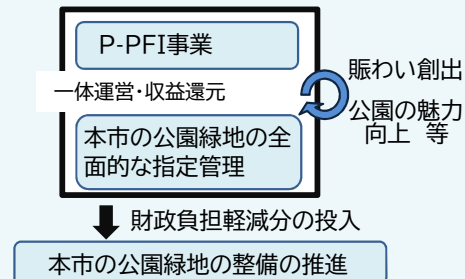 P-PFI事業
一体運営・収益還元
賑わい創出
公園の魅力
向上 等
本市の公園緑地の全
面的な指定管理
財政負担軽減分の投入
本市の公園緑地の整備の推進